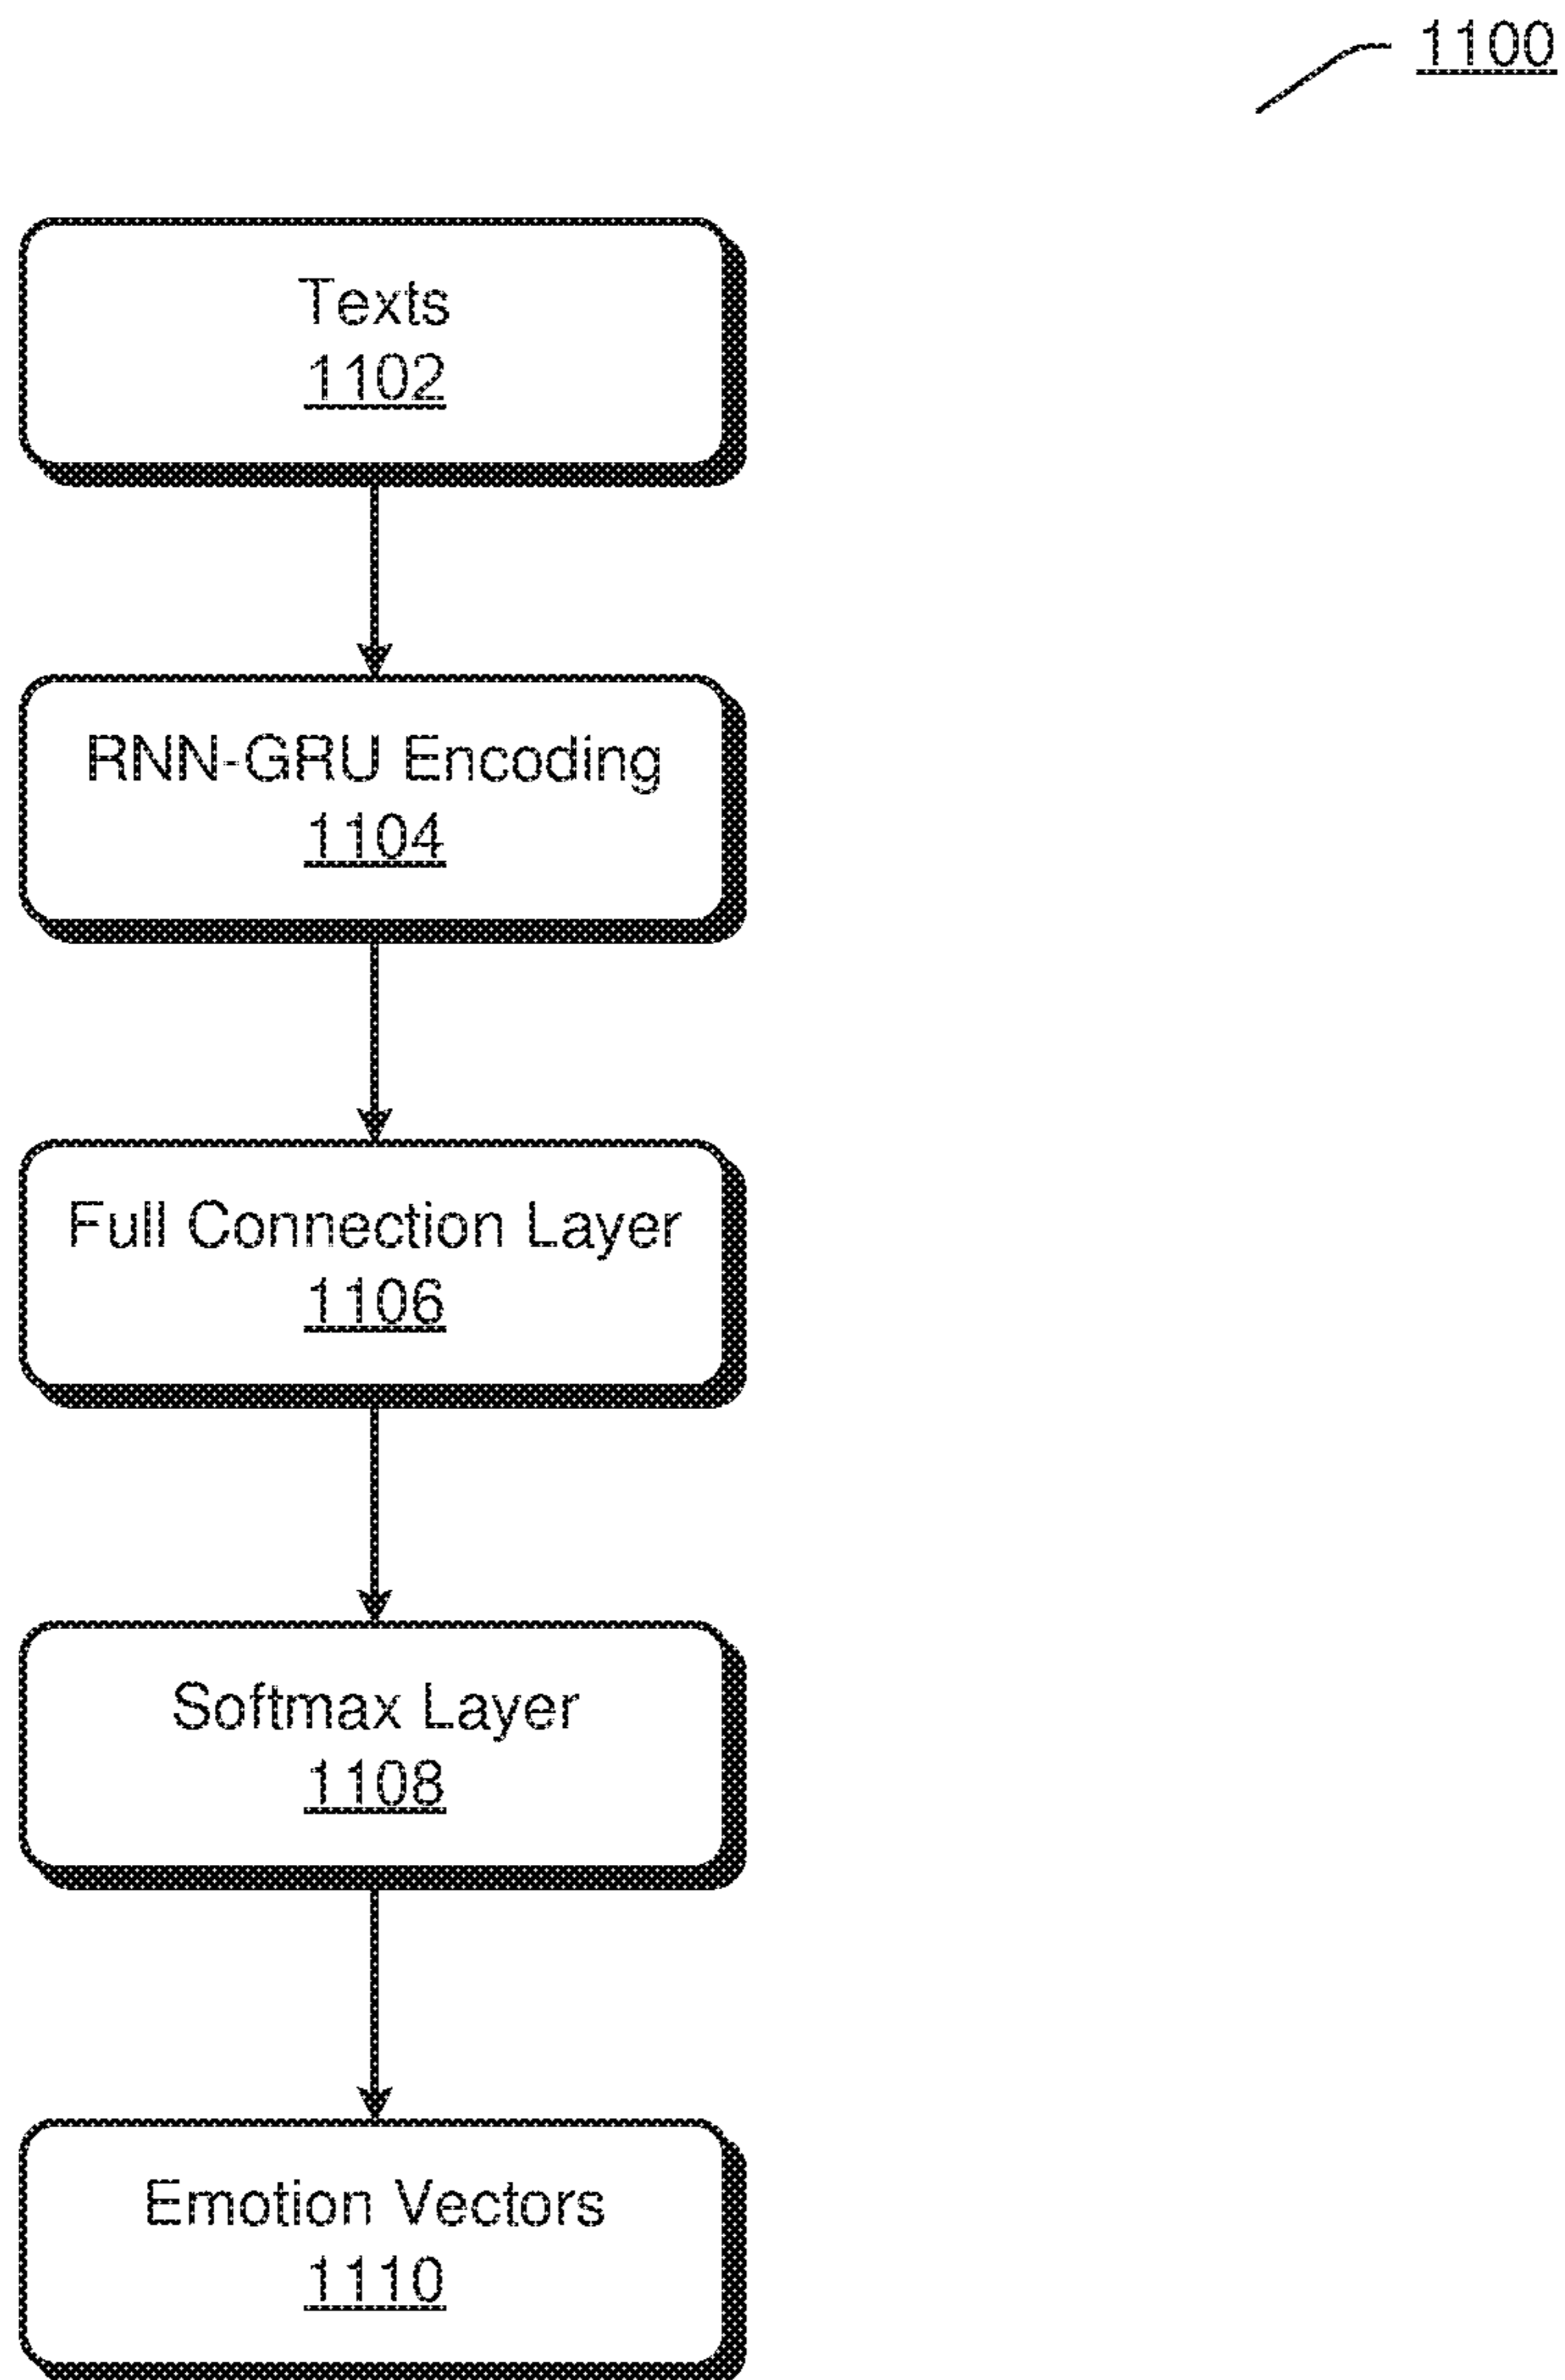 1100
Texts
1102
RNN-GRU Encoding
1104
Full Connection Layer
1106
Softmax Layer
1108
Emotion Vectors
1110